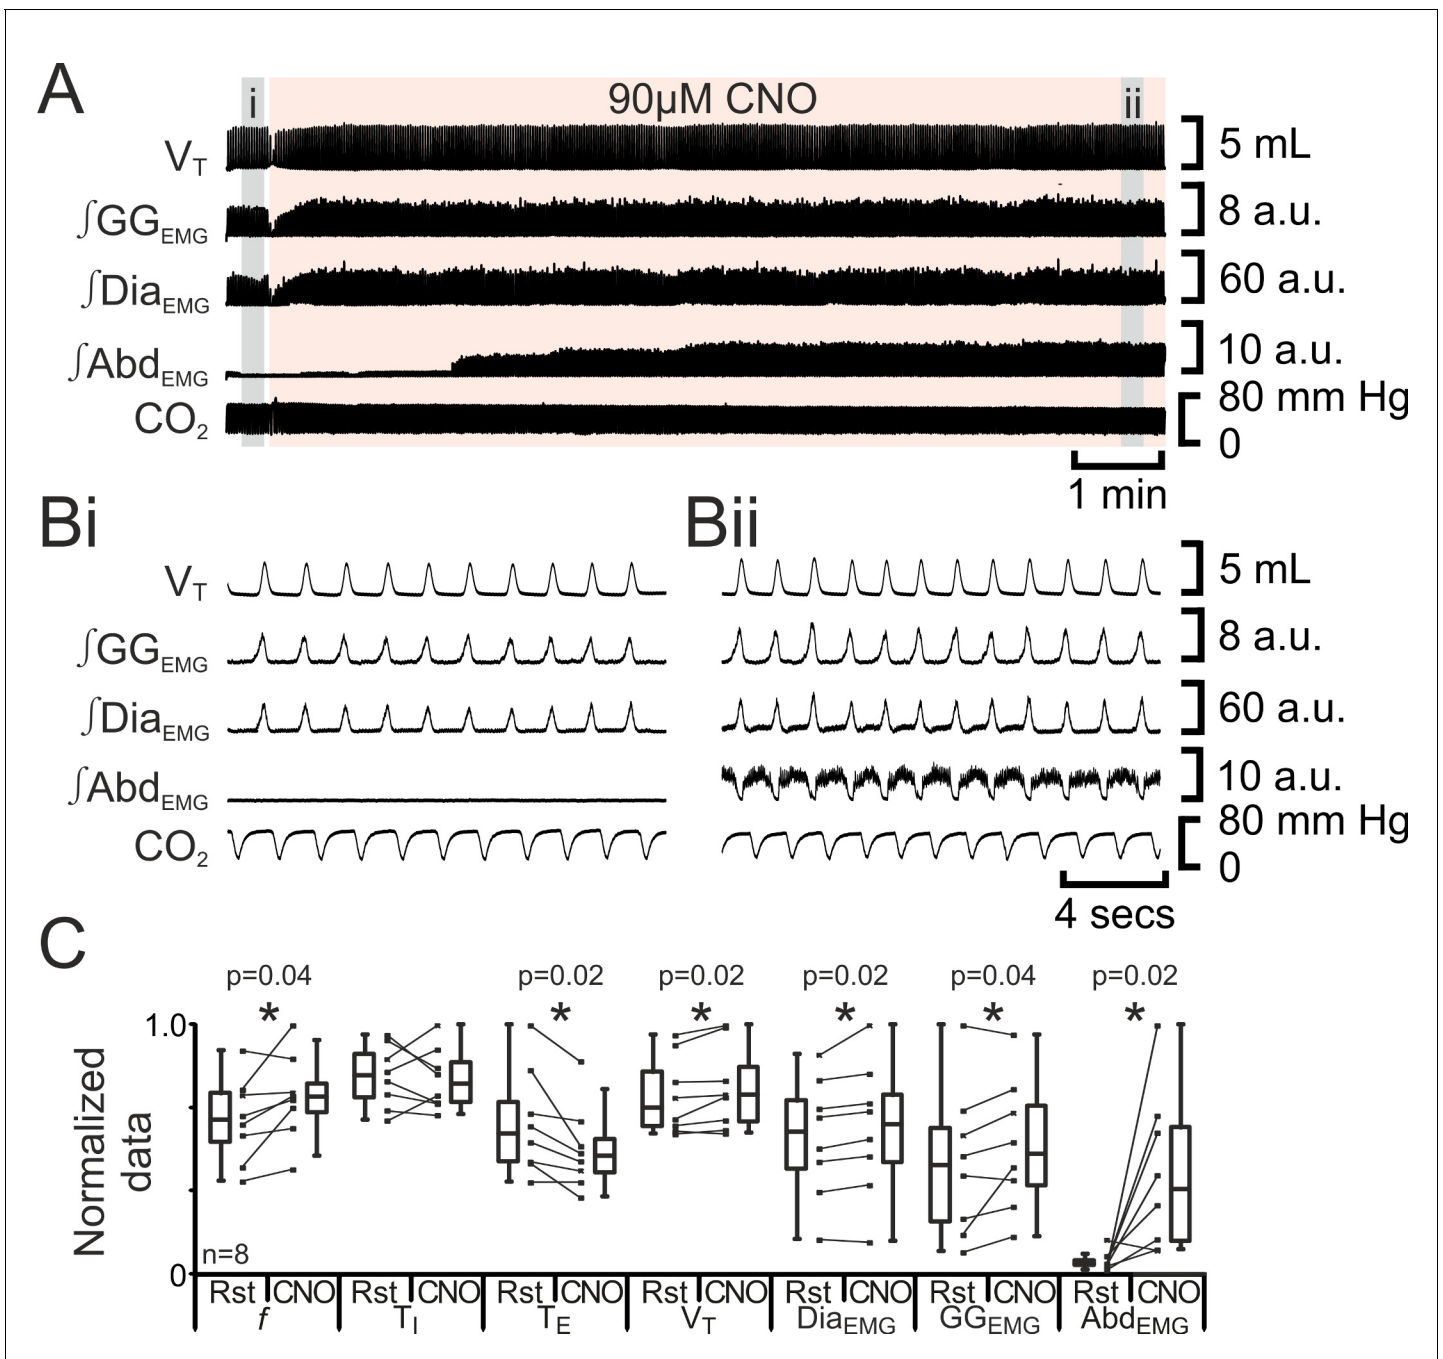 A
i 90µM CNO ii
V_T 5 mL
∫GG_EMG 8 a.u.
∫Dia_EMG 60 a.u.
∫Abd_EMG 10 a.u.
CO₂ 80 mm Hg
0
1 min
Bi Bii
V_T 5 mL
∫GG_EMG 8 a.u.
∫Dia_EMG 60 a.u.
∫Abd_EMG 10 a.u.
CO₂ 80 mm Hg
0
4 secs
C
p=0.04 p=0.02 p=0.02 p=0.02 p=0.04 p=0.02
* * * * * *
1.0
Normalized
data
n=8
0
Rst CNO Rst CNO Rst CNO Rst CNO Rst CNO Rst CNO Rst CNO
f T_I T_E V_T Dia_EMG GG_EMG Abd_EMG